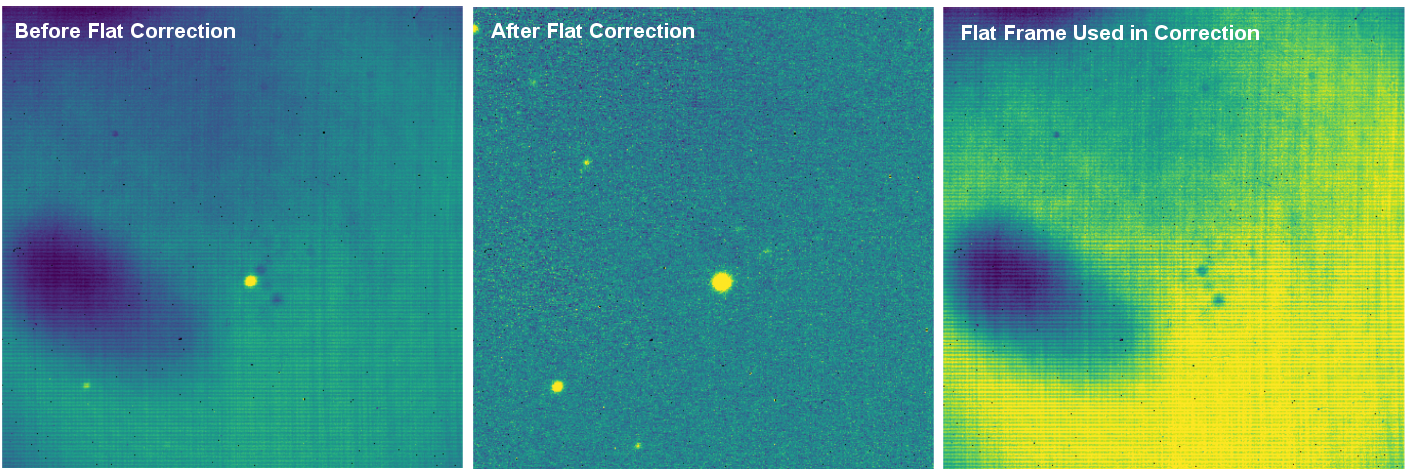 Before Flat Correction
After Flat Correction
Flat Frame Used in Correction